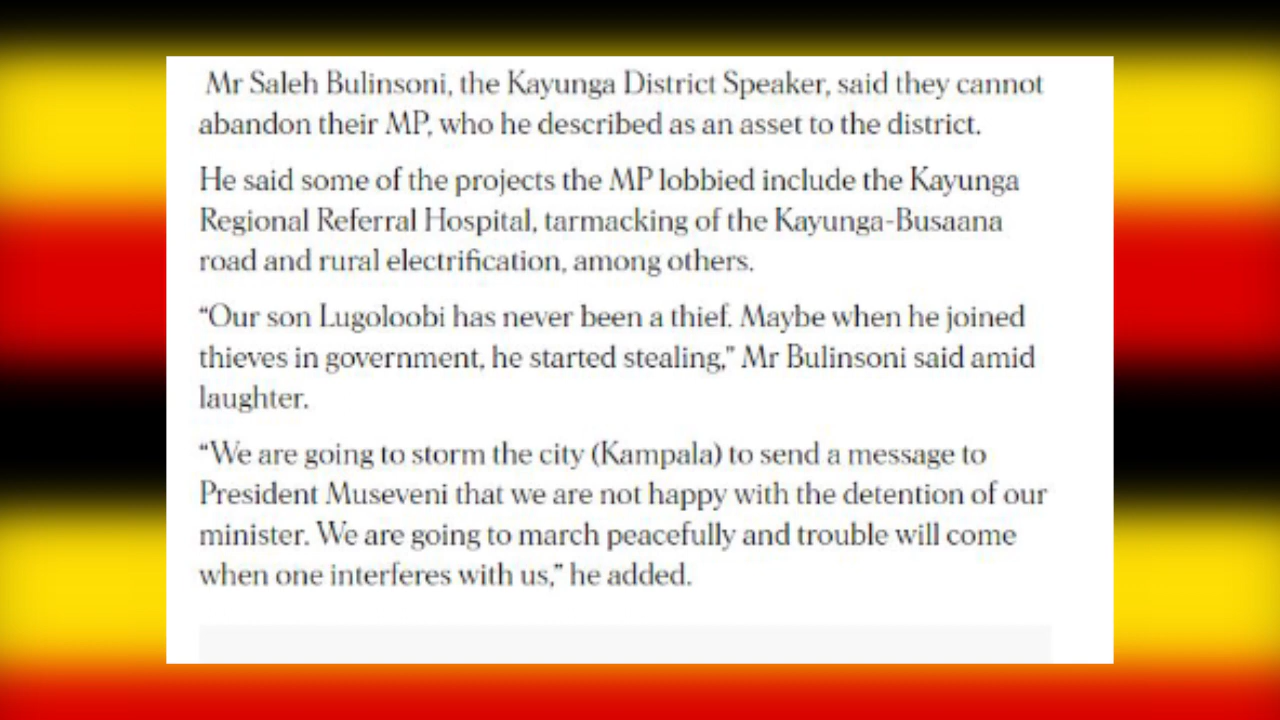 Mr Saleh Bulinsoni, the Kayunga District Speaker, said they cannot
abandon their MP, who he described as an asset to the district.
He said some of the projects the MP lobbied include the Kayunga
Regional Referral Hospital, tarmacking of the Kayunga-Busaana
road and rural electrification, among others.
“Our son Lugoloobi has never been a thief. Maybe when he joined
thieves in government, he started stealing,” Mr Bulinsoni said amid
laughter.
“We are going to storm the city (Kampala) to send a message to
President Museveni that we are not happy with the detention of our
minister. We are going to march peacefully and trouble will come
when one interferes with us,” he added.